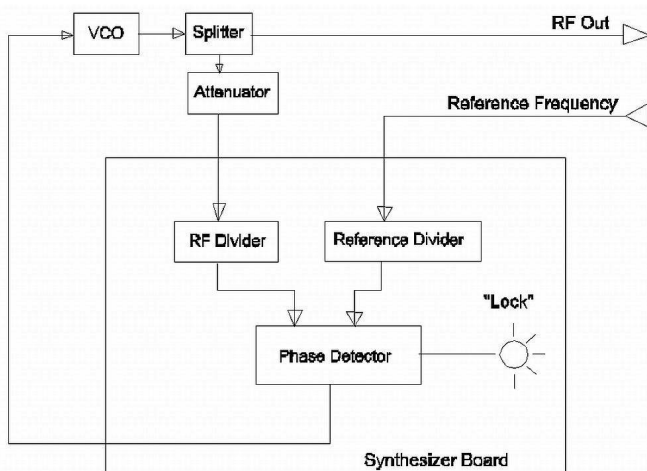 RF Out
VCO
Splitter
Attenuator
Reference Frequency
RF Divider
Reference Divider
"Lock"
Phase Detector
Synthesizer Board